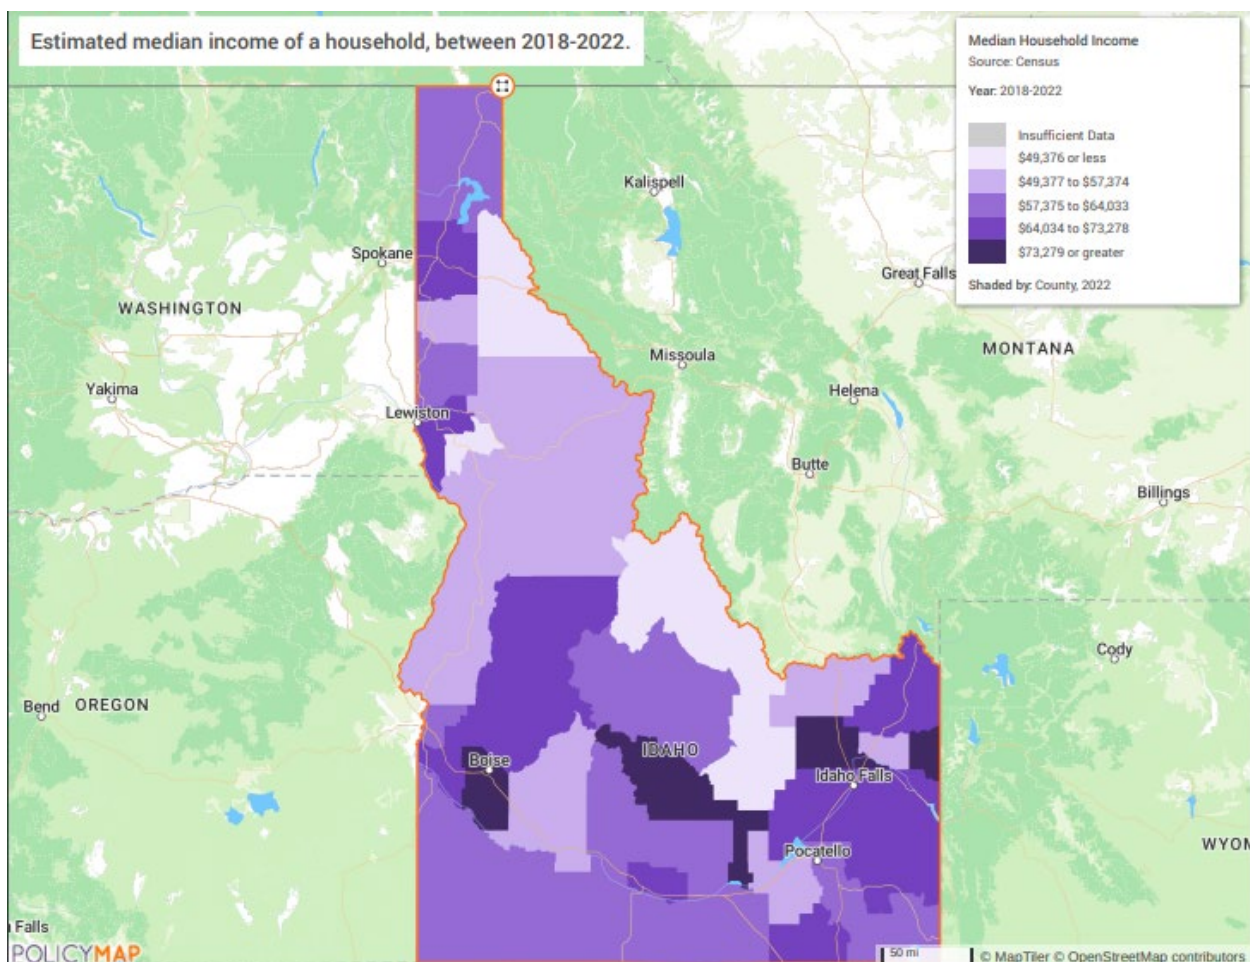 Estimated median income of a household, between 2018-2022.
Median Household Income
Source: Census
Year: 2018-2022
Insufficient Data
$49,376 or less
$49,377 to $57,374
$57,375 to $64,033
$64,034 to $73,278
$73,279 or greater
Shaded by: County, 2022
Kalispell
Spokane
Great Falls
WASHINGTON
MONTANA
Missoula
Yakima
Helena
Lewiston
Butte
Billings
Cody
Bend
OREGON
IDAHO
Boise
Idaho Falls
WYOM
Pocatello
Falls
POLICYMAP
50 mi
© MapTiler © OpenStreetMap contributors